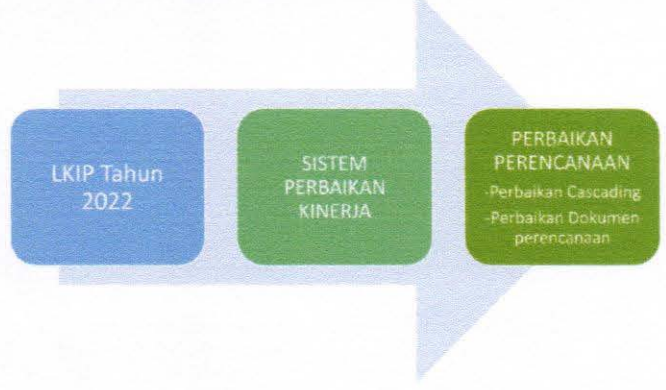 LKIP Tahun
2022
SISTEM
PERBAIKAN
KINERJA
PERBAIKAN
PERENCANAAN
-Perbaikan Cascading
-Perbaikan Dokumen
perencanaan